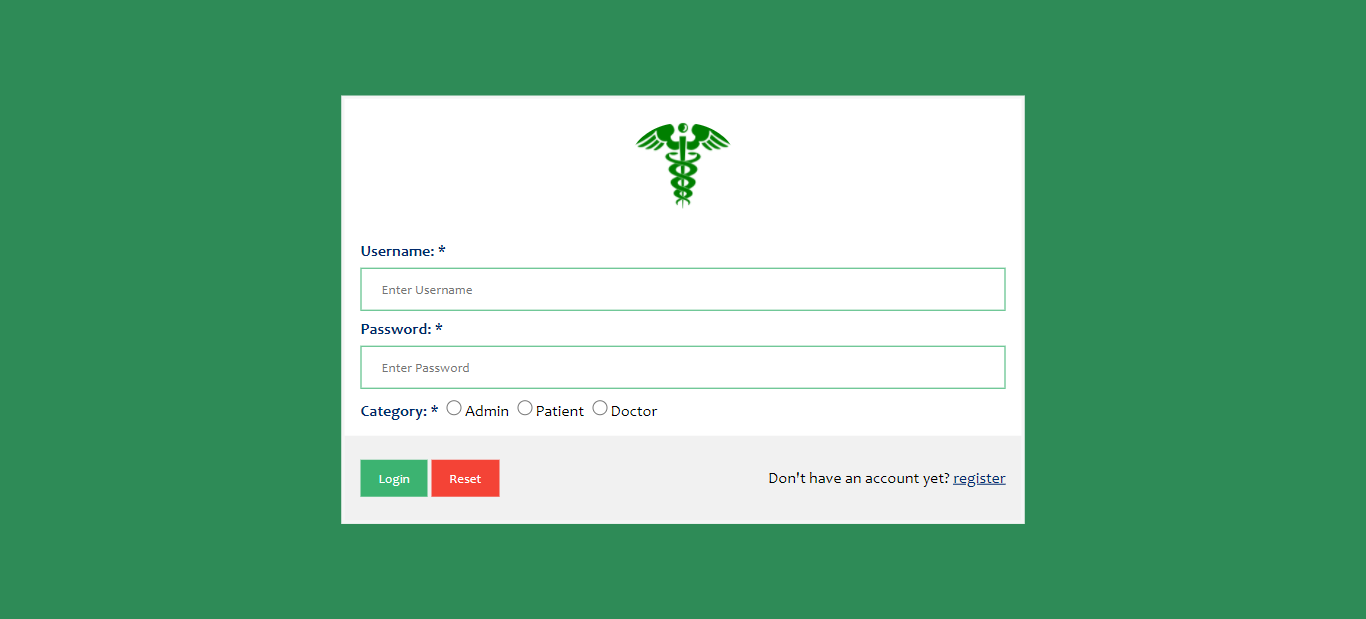 Username: *
Enter Username
Password: *
Enter Password
Category: * Admin Patient Doctor
Login Reset Don't have an account yet? register